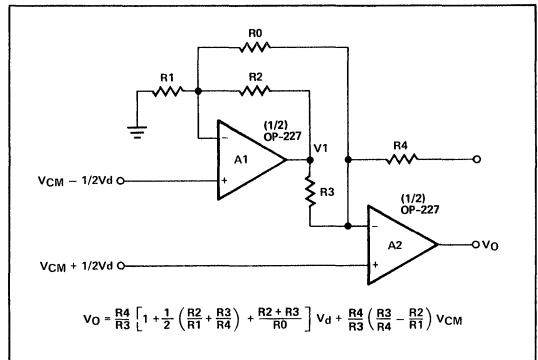 R0
R1
R2
(1/2)
OP-227
V1
R4
A1
R3
VCM – 1/2Vd
(1/2)
OP-227
A2
VO
VCM + 1/2Vd
VO = R4/R3 [1 + 1/2 (R2/R1 + R3/R4) + R2 + R3/R0] Vd + R4/R3 (R3/R4 – R2/R1) VCM